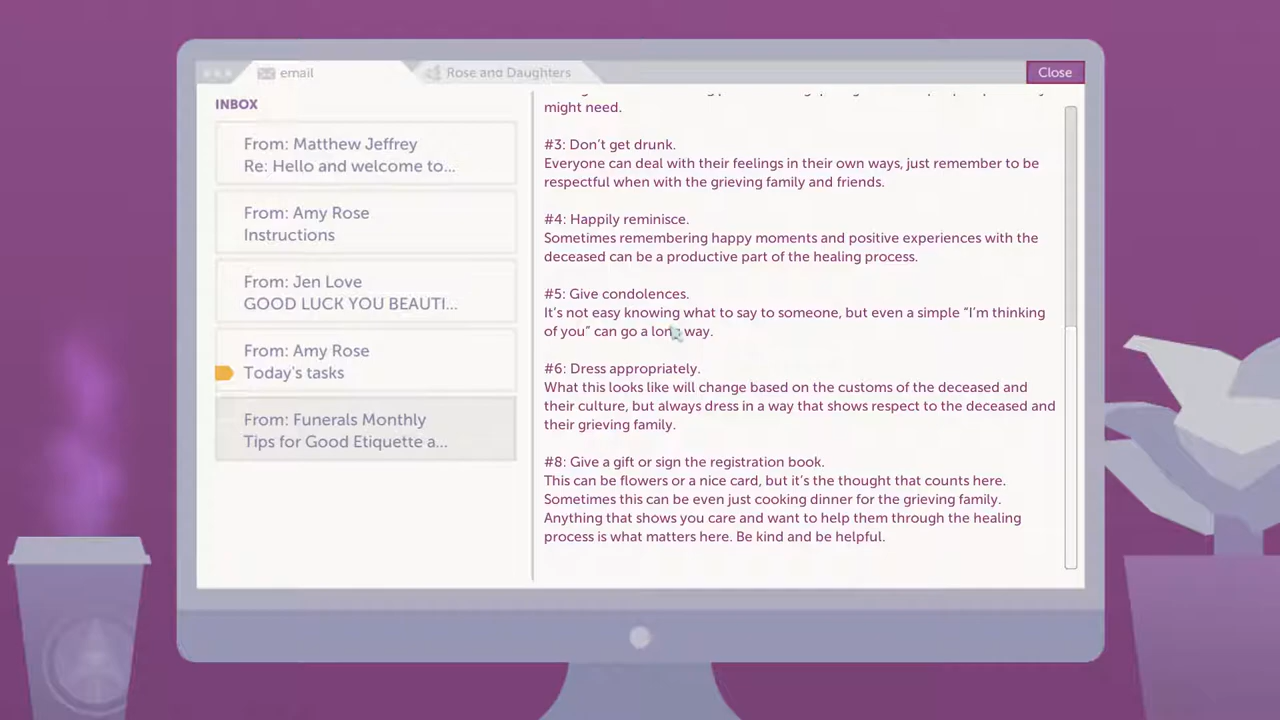 email
Rose and Daughters
Close
INBOX
From: Matthew Jeffrey
Re: Hello and welcome to...
From: Amy Rose
Instructions
From: Jen Love
GOOD LUCK YOU BEAUTI...
From: Amy Rose
Today's tasks
From: Funerals Monthly
Tips for Good Etiquette a...
might need.
#3: Don't get drunk.
Everyone can deal with their feelings in their own ways, just remember to be
respectful when with the grieving family and friends.
#4: Happily reminisce.
Sometimes remembering happy moments and positive experiences with the
deceased can be a productive part of the healing process.
#5: Give condolences.
It's not easy knowing what to say to someone, but even a simple “I'm thinking
of you” can go a long way.
#6: Dress appropriately.
What this looks like will change based on the customs of the deceased and
their culture, but always dress in a way that shows respect to the deceased and
their grieving family.
#8: Give a gift or sign the registration book.
This can be flowers or a nice card, but it's the thought that counts here.
Sometimes this can be even just cooking dinner for the grieving family.
Anything that shows you care and want to help them through the healing
process is what matters here. Be kind and be helpful.